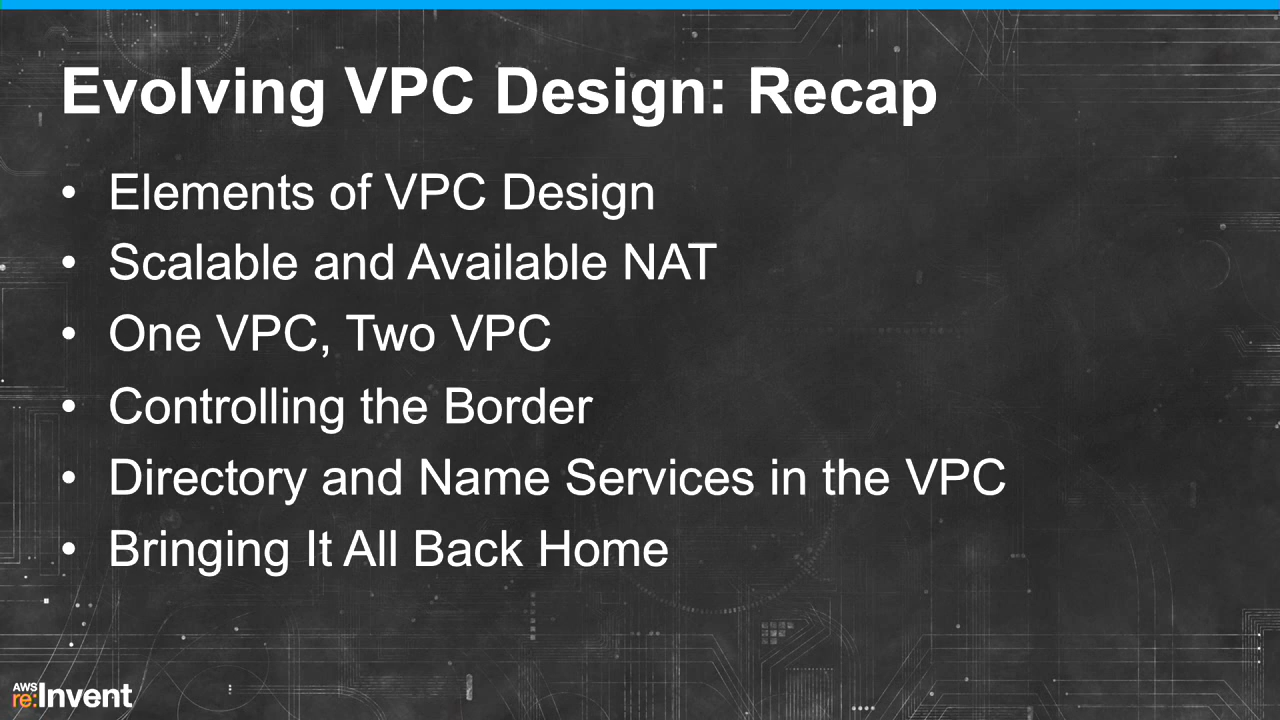 Evolving VPC Design: Recap
• Elements of VPC Design
• Scalable and Available NAT
• One VPC, Two VPC
• Controlling the Border
• Directory and Name Services in the VPC
• Bringing It All Back Home
AWS
re:Invent